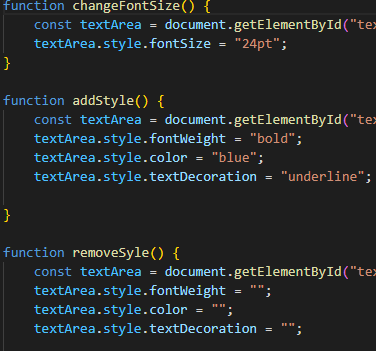 function changeFontSize() {
const textArea = document.getElementById("tex
textArea.style.fontSize = "24pt";
}
function addStyle() {
const textArea = document.getElementById("tex
textArea.style.fontWeight = "bold";
textArea.style.color = "blue";
textArea.style.textDecoration = "underline";
}
function removeSyle() {
const textArea = document.getElementById("tex
textArea.style.fontWeight = "";
textArea.style.color = "";
textArea.style.textDecoration = "";